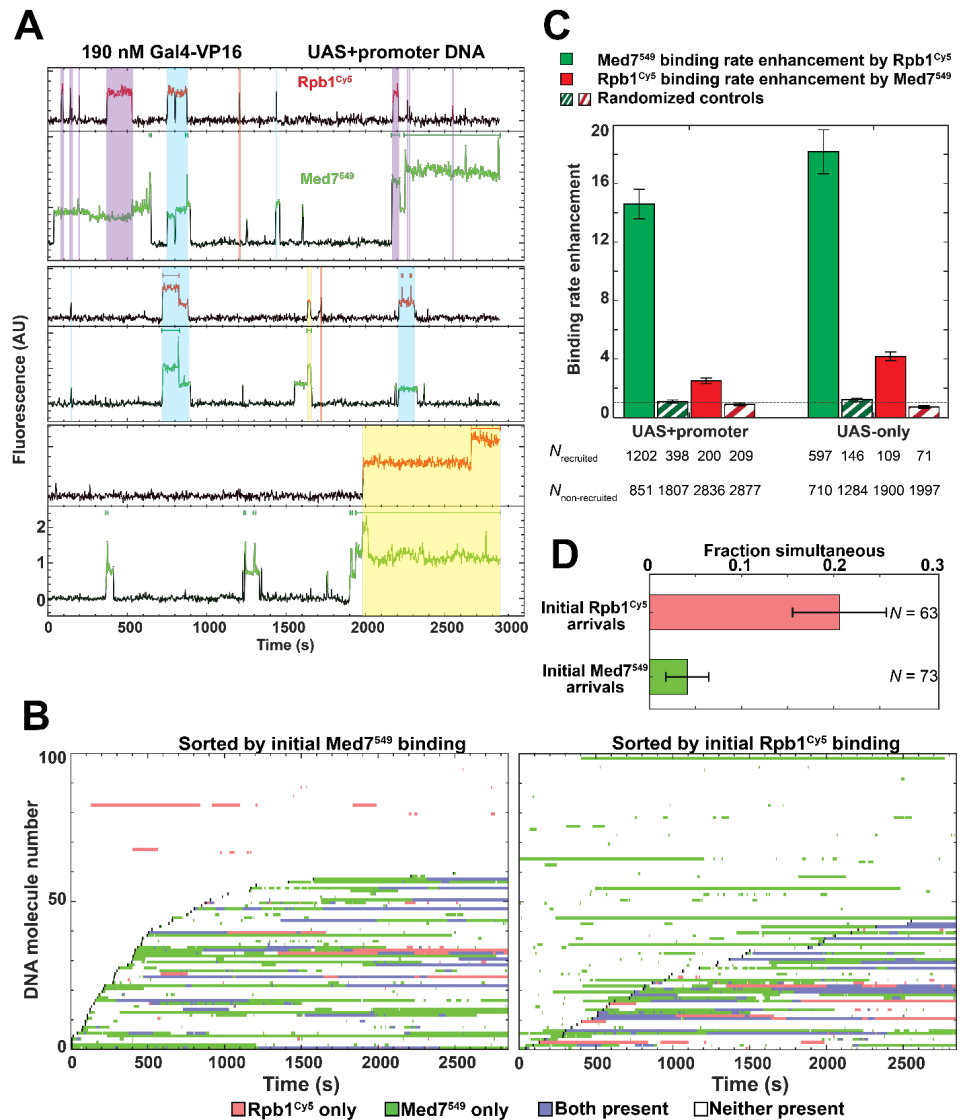 A
190 nM Gal4-VP16
UAS+promoter DNA
Rpb1Cy5
Med7549
Fluorescence (AU)
2
1
0
0 500 1000 1500 2000 2500 3000
Time (s)
C
Med7549 binding rate enhancement by Rpb1Cy5
Rpb1Cy5 binding rate enhancement by Med7549
Randomized controls
Binding rate enhancement
20
16
12
8
4
0
UAS+promoter UAS-only
Nrecruited 1202 398 200 209 597 146 109 71
Nnon-recruited 851 1807 2836 2877 710 1284 1900 1997
D
Fraction simultaneous
0 0.1 0.2 0.3
Initial Rpb1Cy5
arrivals
N = 63
Initial Med7549
arrivals
N = 73
B
Sorted by initial Med7549 binding
Sorted by initial Rpb1Cy5 binding
DNA molecule number
100
50
0
0 500 1000 1500 2000 2500
0 500 1000 1500 2000 2500
Time (s)
Time (s)
Rpb1Cy5 only
Med7549 only
Both present
Neither present